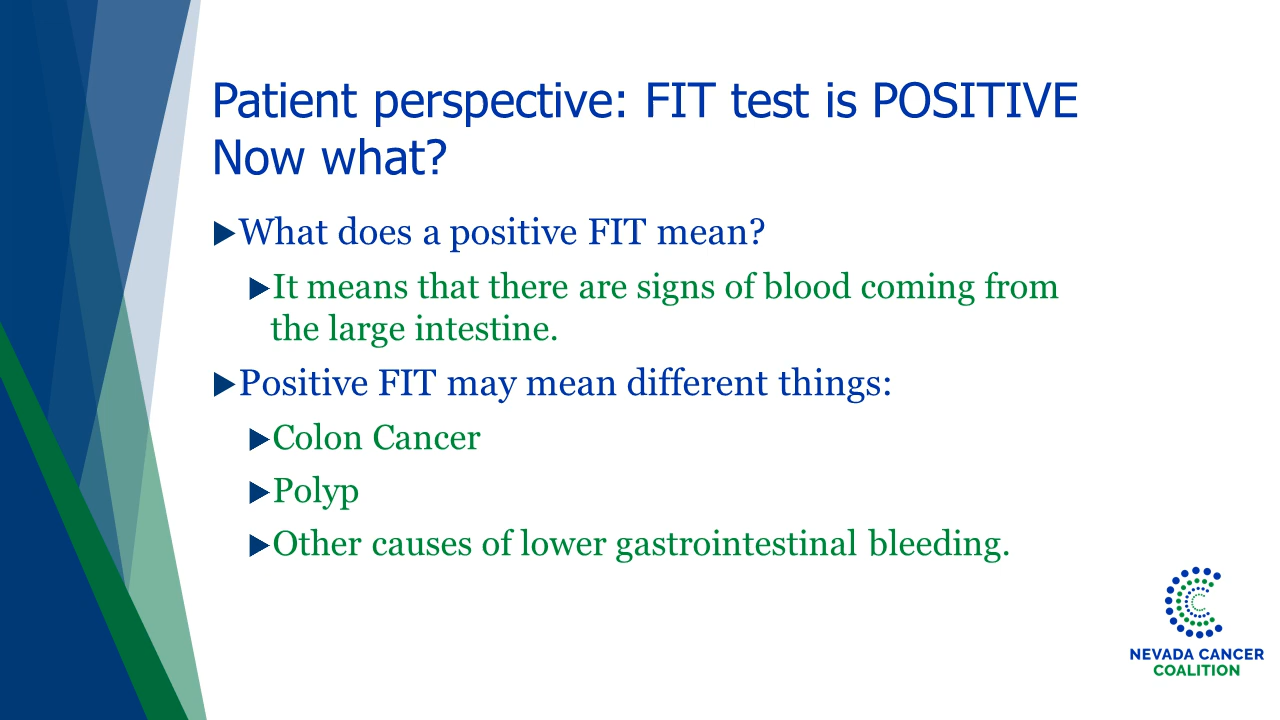 Patient perspective: FIT test is POSITIVE
Now what?
What does a positive FIT mean?
It means that there are signs of blood coming from
the large intestine.
Positive FIT may mean different things:
Colon Cancer
Polyp
Other causes of lower gastrointestinal bleeding.
NEVADA CANCER
COALITION